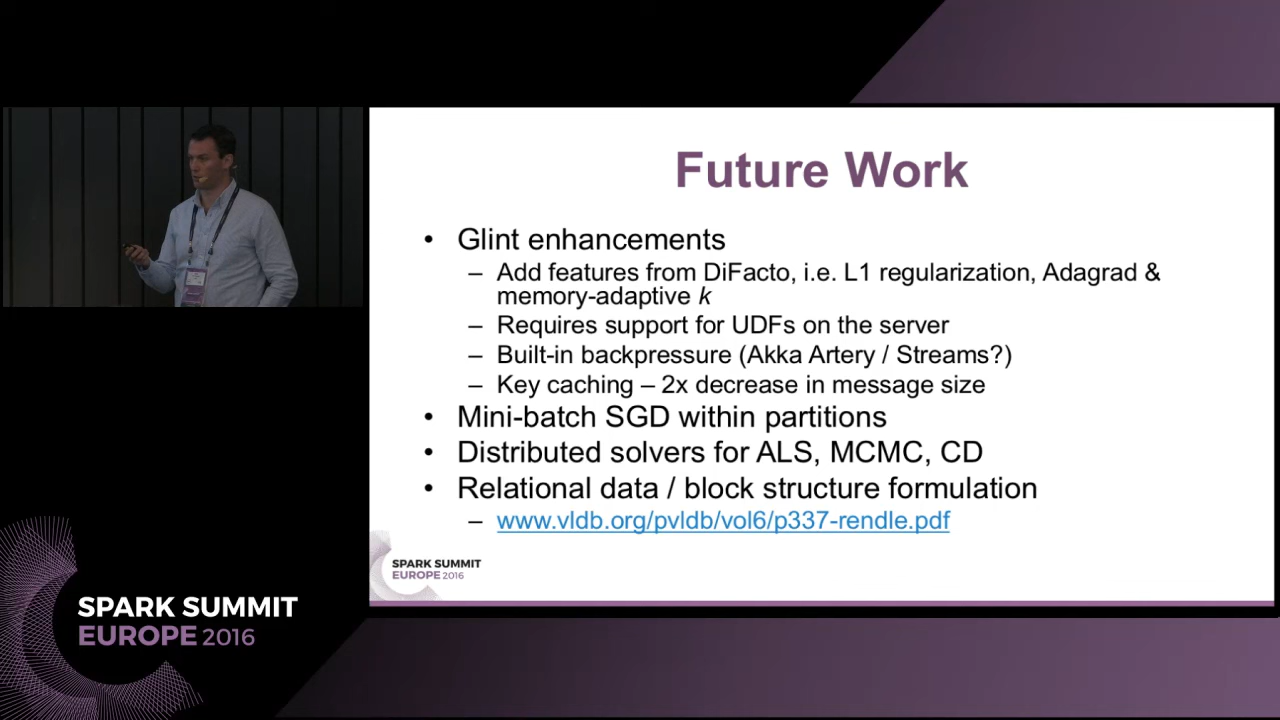 Future Work
• Glint enhancements
– Add features from DiFacto, i.e. L1 regularization, Adagrad &
memory-adaptive k
– Requires support for UDFs on the server
– Built-in backpressure (Akka Artery / Streams?)
– Key caching – 2x decrease in message size
• Mini-batch SGD within partitions
• Distributed solvers for ALS, MCMC, CD
• Relational data / block structure formulation
– www.vldb.org/pvldb/vol6/p337-rendle.pdf
SPARK SUMMIT
EUROPE 2016
SPARK SUMMIT
EUROPE 2016